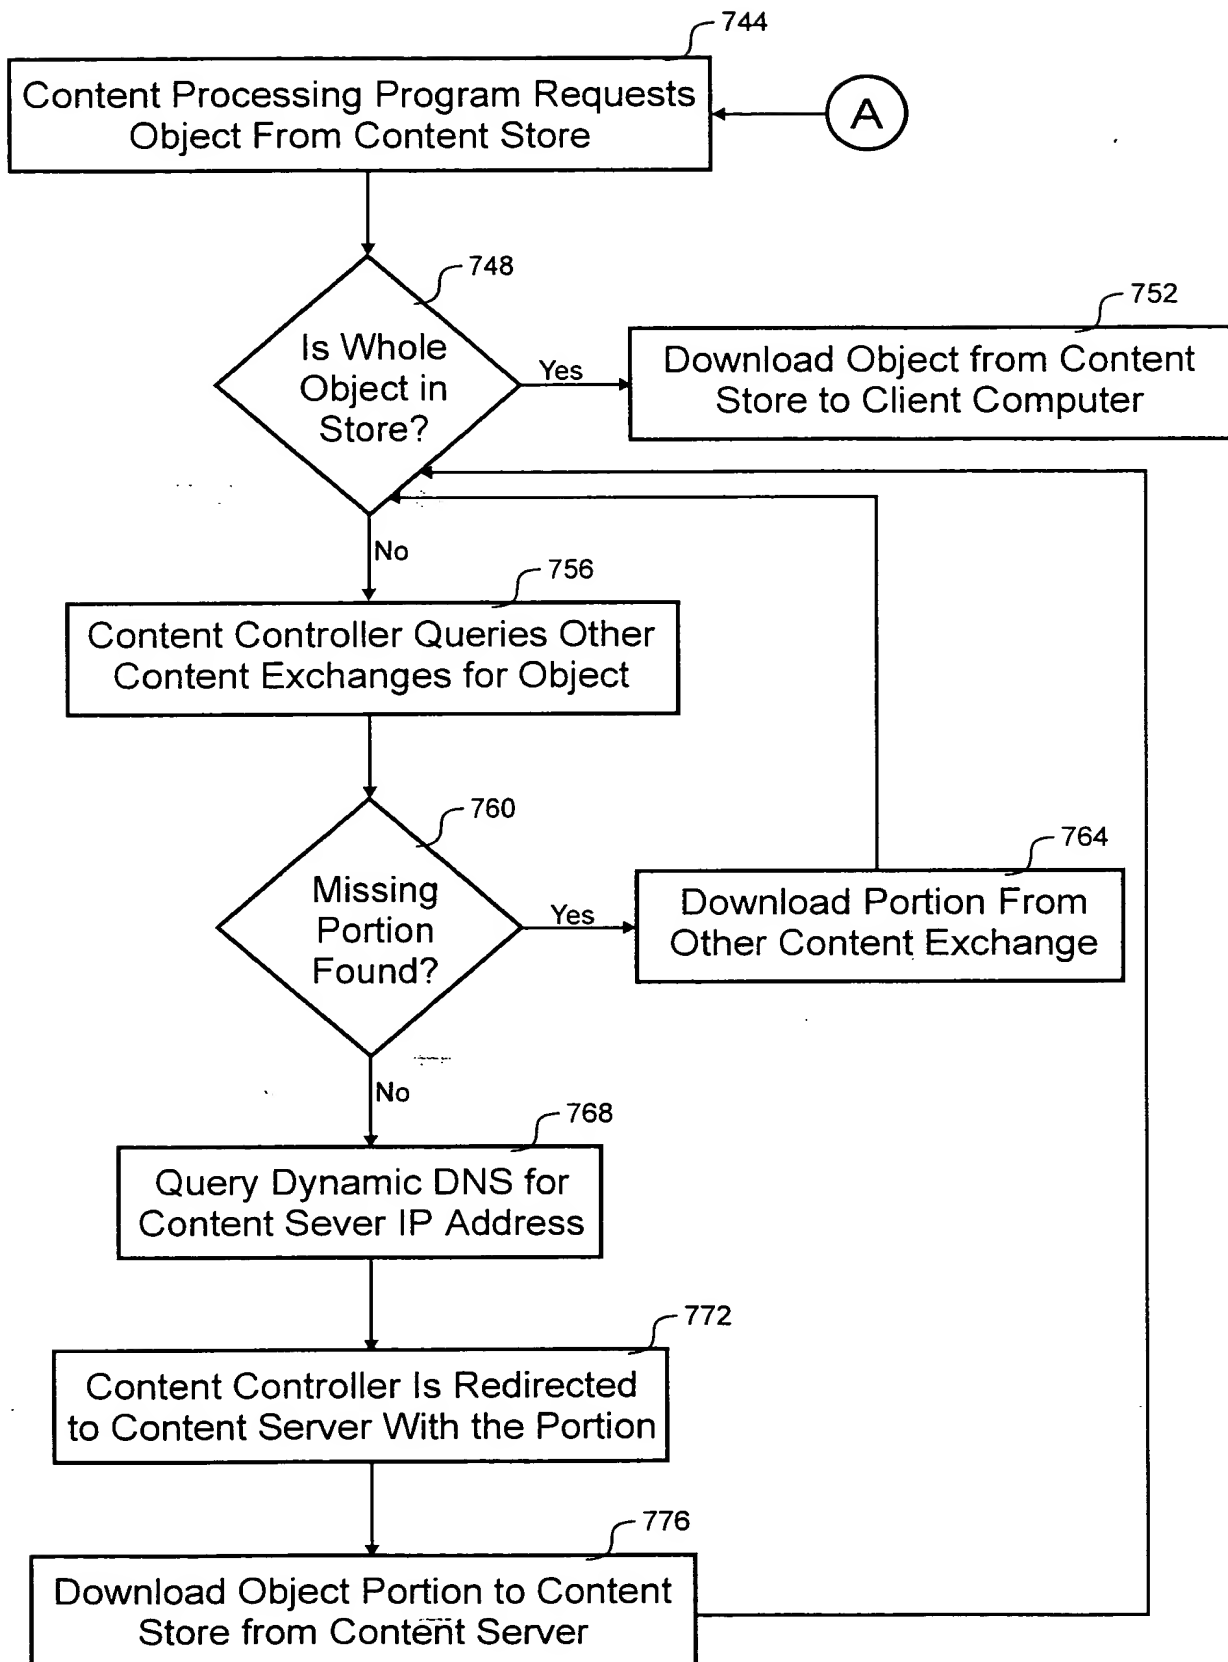 744
Content Processing Program Requests
Object From Content Store
A
748
Is Whole
Object in
Store?
Yes
752
Download Object from Content
Store to Client Computer
No
756
Content Controller Queries Other
Content Exchanges for Object
760
Missing
Portion
Found?
Yes
764
Download Portion From
Other Content Exchange
No
768
Query Dynamic DNS for
Content Sever IP Address
772
Content Controller Is Redirected
to Content Server With the Portion
776
Download Object Portion to Content
Store from Content Server